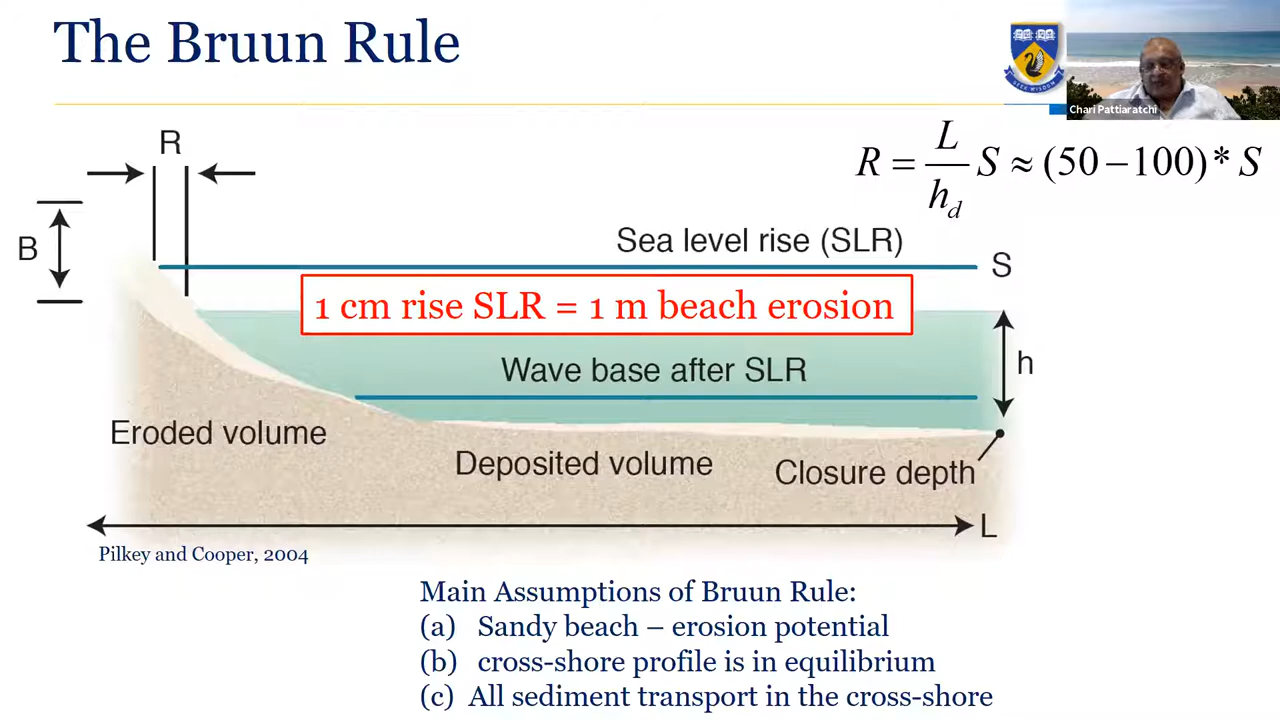 The Bruun Rule
SEEK WISDOM
Chari Pattiaratchi
R = L/h_d S ≈ (50 – 100) * S
R
B
Sea level rise (SLR)
S
1 cm rise SLR = 1 m beach erosion
h
Wave base after SLR
Eroded volume
Deposited volume
Closure depth
L
Pilkey and Cooper, 2004
Main Assumptions of Bruun Rule:
(a) Sandy beach – erosion potential
(b) cross-shore profile is in equilibrium
(c) All sediment transport in the cross-shore